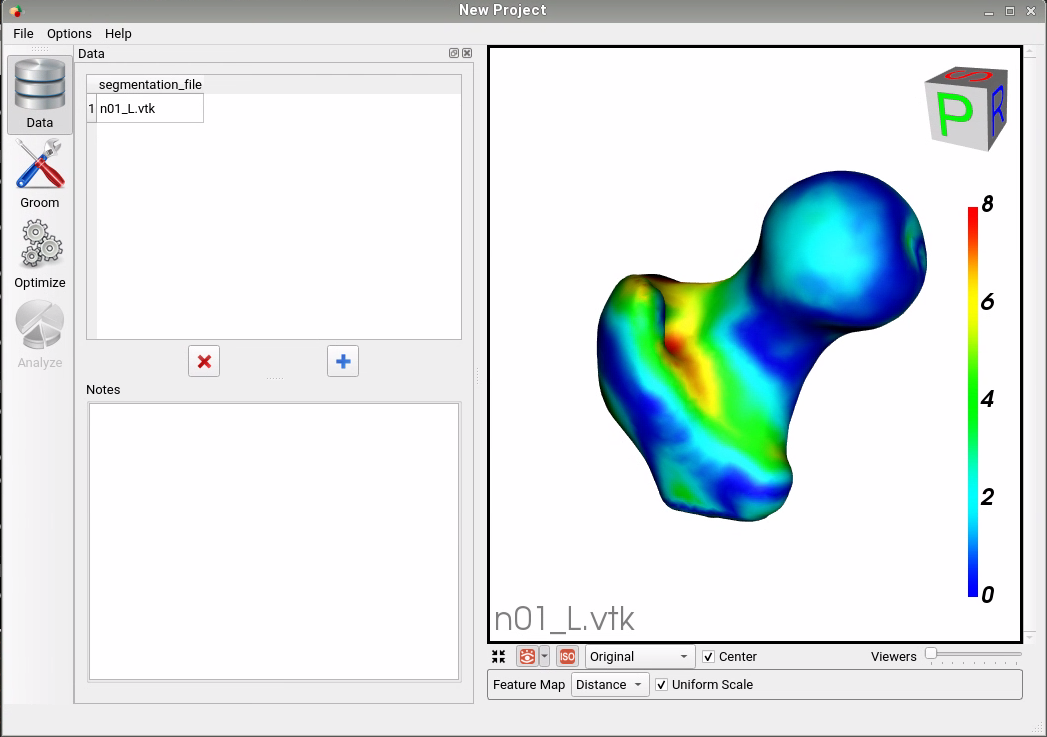 New Project
File Options Help
Data
segmentation_file
1 n01_L.vtk
Data
Groom
Optimize
Analyze
Notes
S
P R
8
6
4
2
0
n01_L.vtk
ISO Original Center Viewers
Feature Map Distance Uniform Scale